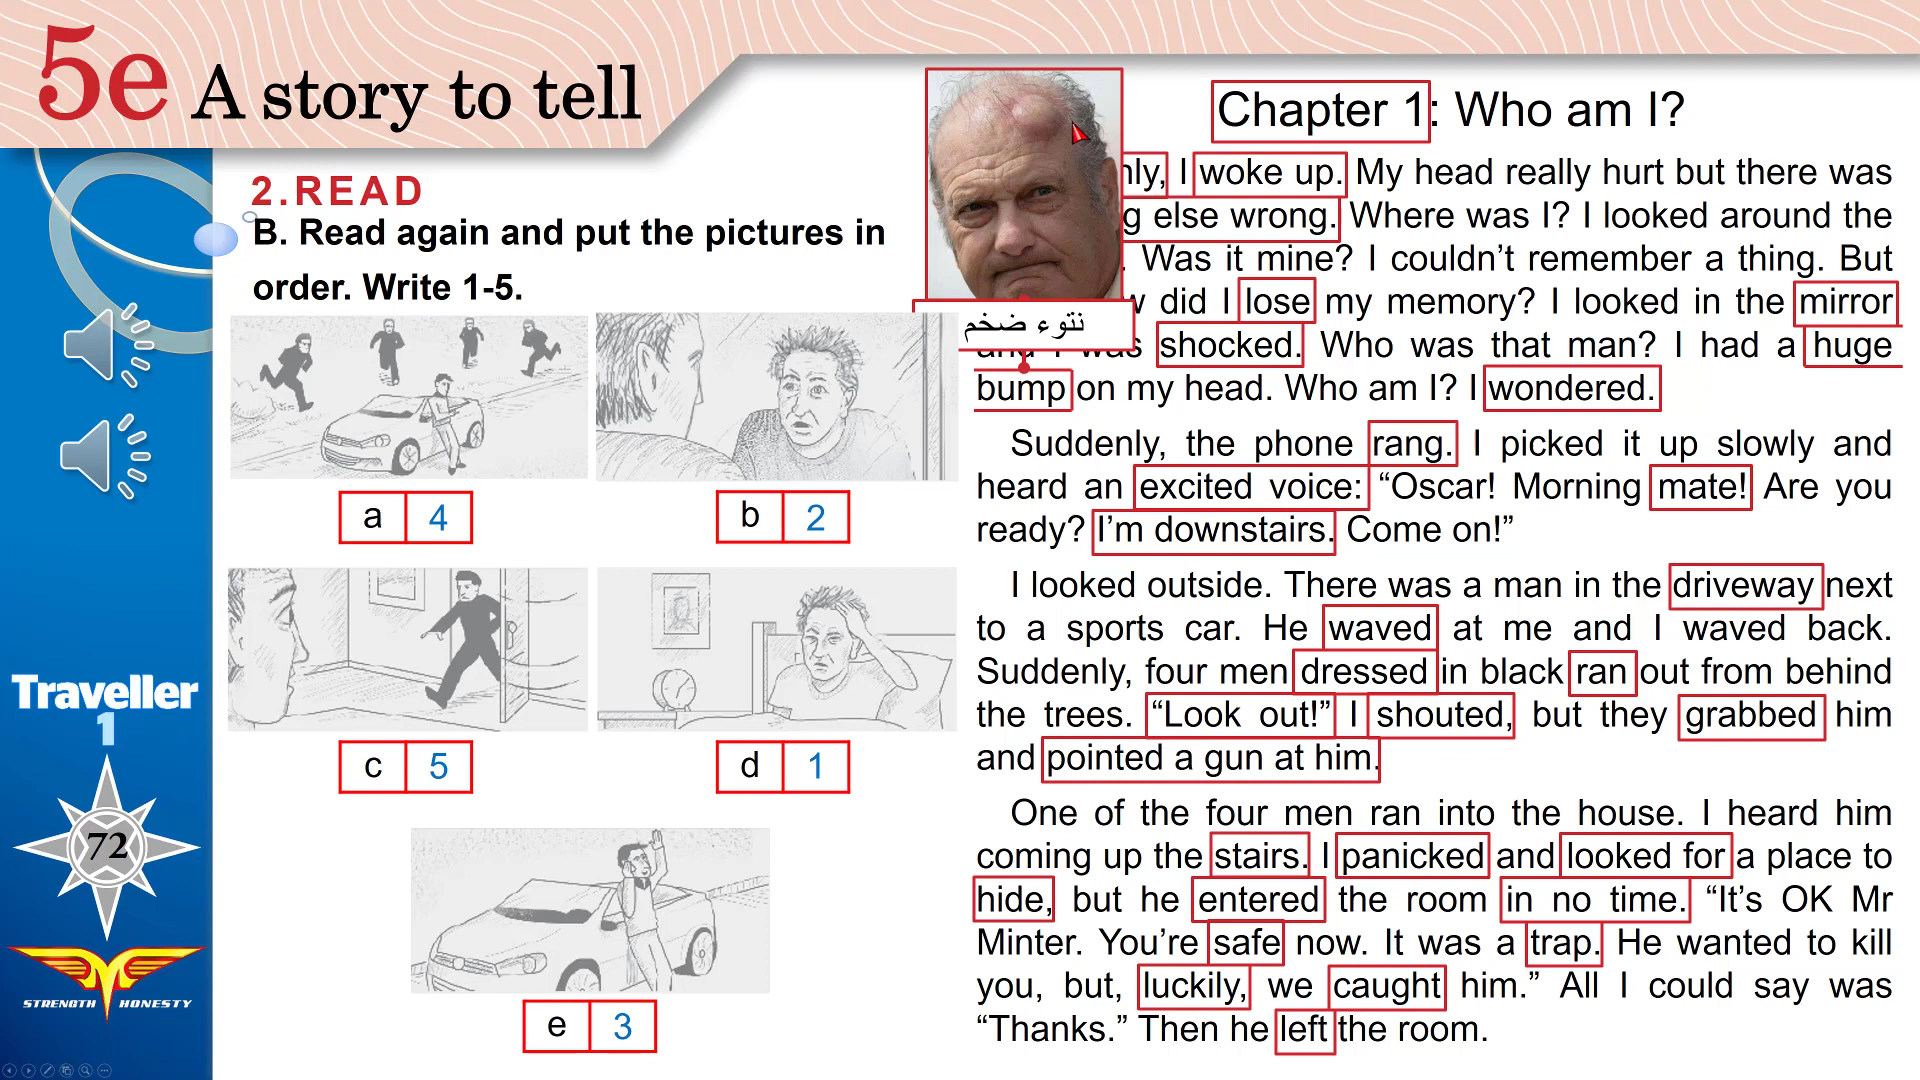 5e A story to tell
2.READ
B. Read again and put the pictures in
order. Write 1-5.
a 4
b 2
c 5
d 1
e 3
Traveller
1
72
STRENGTH HONESTY
نتوء ضخم
Chapter 1: Who am I?
I woke up. My head really hurt but there was
else wrong. Where was I? I looked around the
Was it mine? I couldn't remember a thing. But
did I lose my memory? I looked in the mirror
and I was shocked. Who was that man? I had a huge
bump on my head. Who am I? I wondered.
Suddenly, the phone rang. I picked it up slowly and
heard an excited voice: “Oscar! Morning mate! Are you
ready? I'm downstairs. Come on!”
I looked outside. There was a man in the driveway next
to a sports car. He waved at me and I waved back.
Suddenly, four men dressed in black ran out from behind
the trees. “Look out!” I shouted, but they grabbed him
and pointed a gun at him.
One of the four men ran into the house. I heard him
coming up the stairs. I panicked and looked for a place to
hide, but he entered the room in no time. “It's OK Mr
Minter. You're safe now. It was a trap. He wanted to kill
you, but, luckily, we caught him.” All I could say was
“Thanks.” Then he left the room.